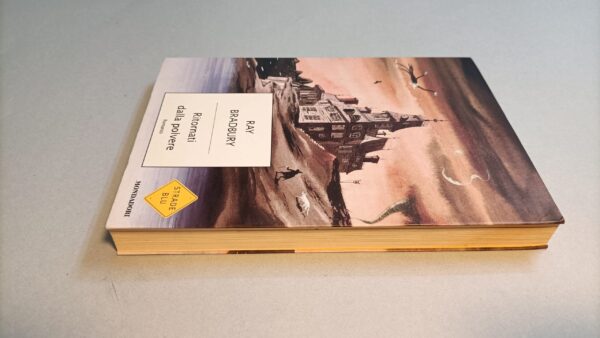 RAY
BRADBURY
Ritornati
dalla polvere
Romanzo
STRADE
BLU
MONDADORI